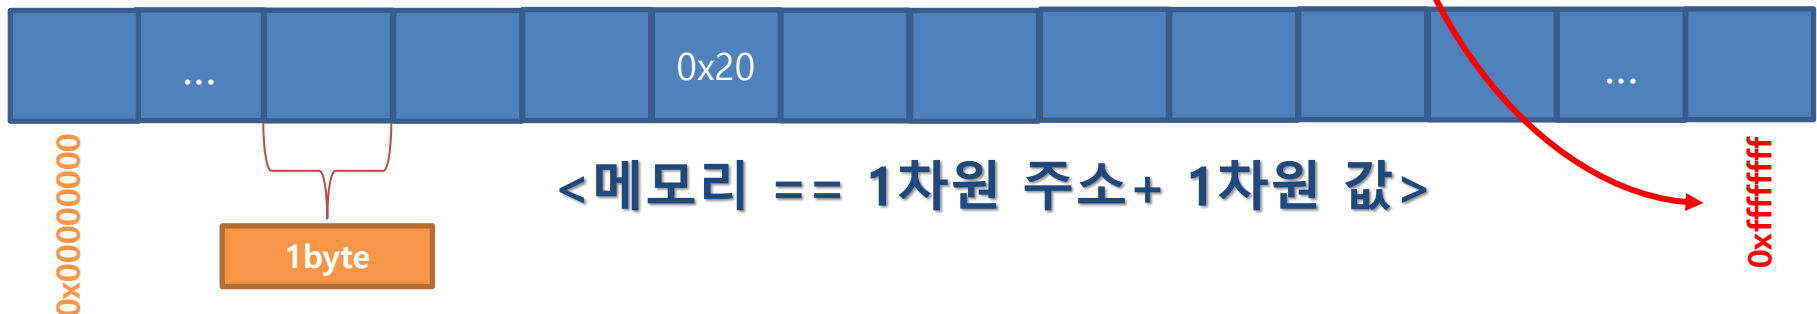 ... 0x20 ...
0x00000000
1byte
<메모리 == 1차원 주소+ 1차원 값>
0xffffffff